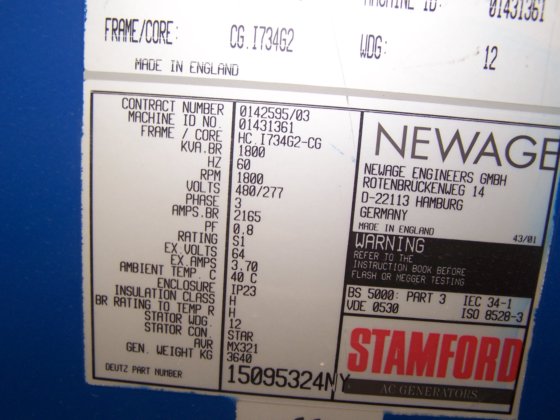 MACHINE ID: 01431361
FRAME/CORE: CG.I734G2 WDG: 12
MADE IN ENGLAND
CONTRACT NUMBER 0142595/03
MACHINE ID NO. 01431361
FRAME / CORE HC.I734G2-CG
KVA.BR 1800
HZ 60
RPM 1800
VOLTS 480/277
PHASE 3
AMPS.BR 2165
PF 0.8
RATING S1
EX.VOLTS 64
EX.AMPS 3.70
AMBIENT TEMP. C 40 C
ENCLOSURE IP23
INSULATION CLASS H
BR RATING TO TEMP R H
STATOR WDG. 12
STATOR CON. STAR
AVR MX321
GEN. WEIGHT KG 3640
DEUTZ PART NUMBER 15095324NY
NEWAGE
NEWAGE ENGINEERS GMBH
ROTENBRUCKENWEG 14
D-22113 HAMBURG
GERMANY
MADE IN ENGLAND 43/01
WARNING
REFER TO THE
INSTRUCTION BOOK BEFORE
FLASH OR MEGGER TESTING
BS 5000: PART 3 IEC 34-1
VDE 0530 ISO 8528-3
STAMFORD
AC GENERATORS